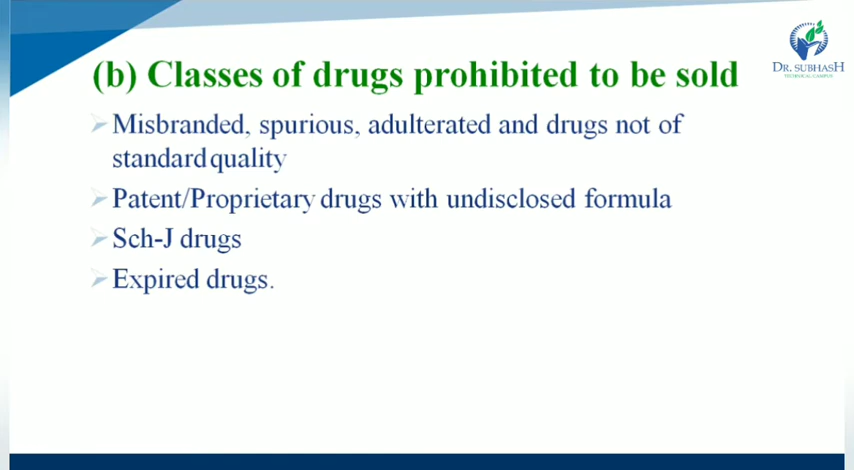 DR. SUBHASH
TECHNICAL CAMPUS
(b) Classes of drugs prohibited to be sold
Misbranded, spurious, adulterated and drugs not of
standard quality
Patent/Proprietary drugs with undisclosed formula
Sch-J drugs
Expired drugs.